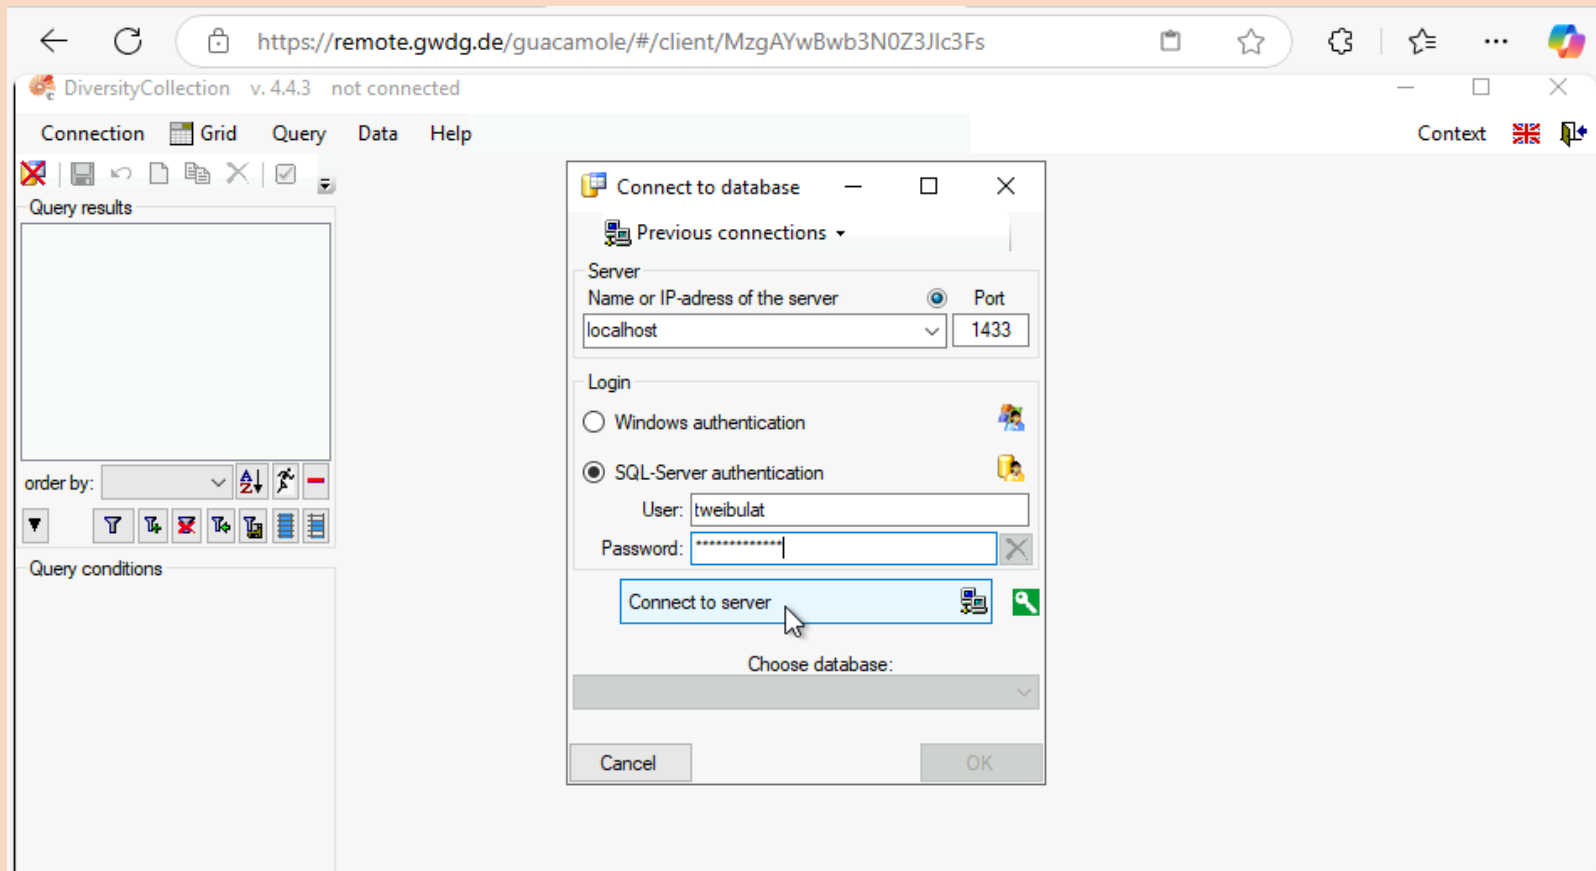 https://remote.gwdg.de/guacamole/#/client/MzgAYwBwb3N0Z3Jlc3Fs
DiversityCollection v. 4.4.3 not connected
Connection Grid Query Data Help Context
Query results
order by:
Query conditions
Connect to database
Previous connections
Server
Name or IP-adress of the server Port
localhost 1433
Login
Windows authentication
SQL-Server authentication
User: tweibulat
Password: *************
Connect to server
Choose database:
Cancel OK